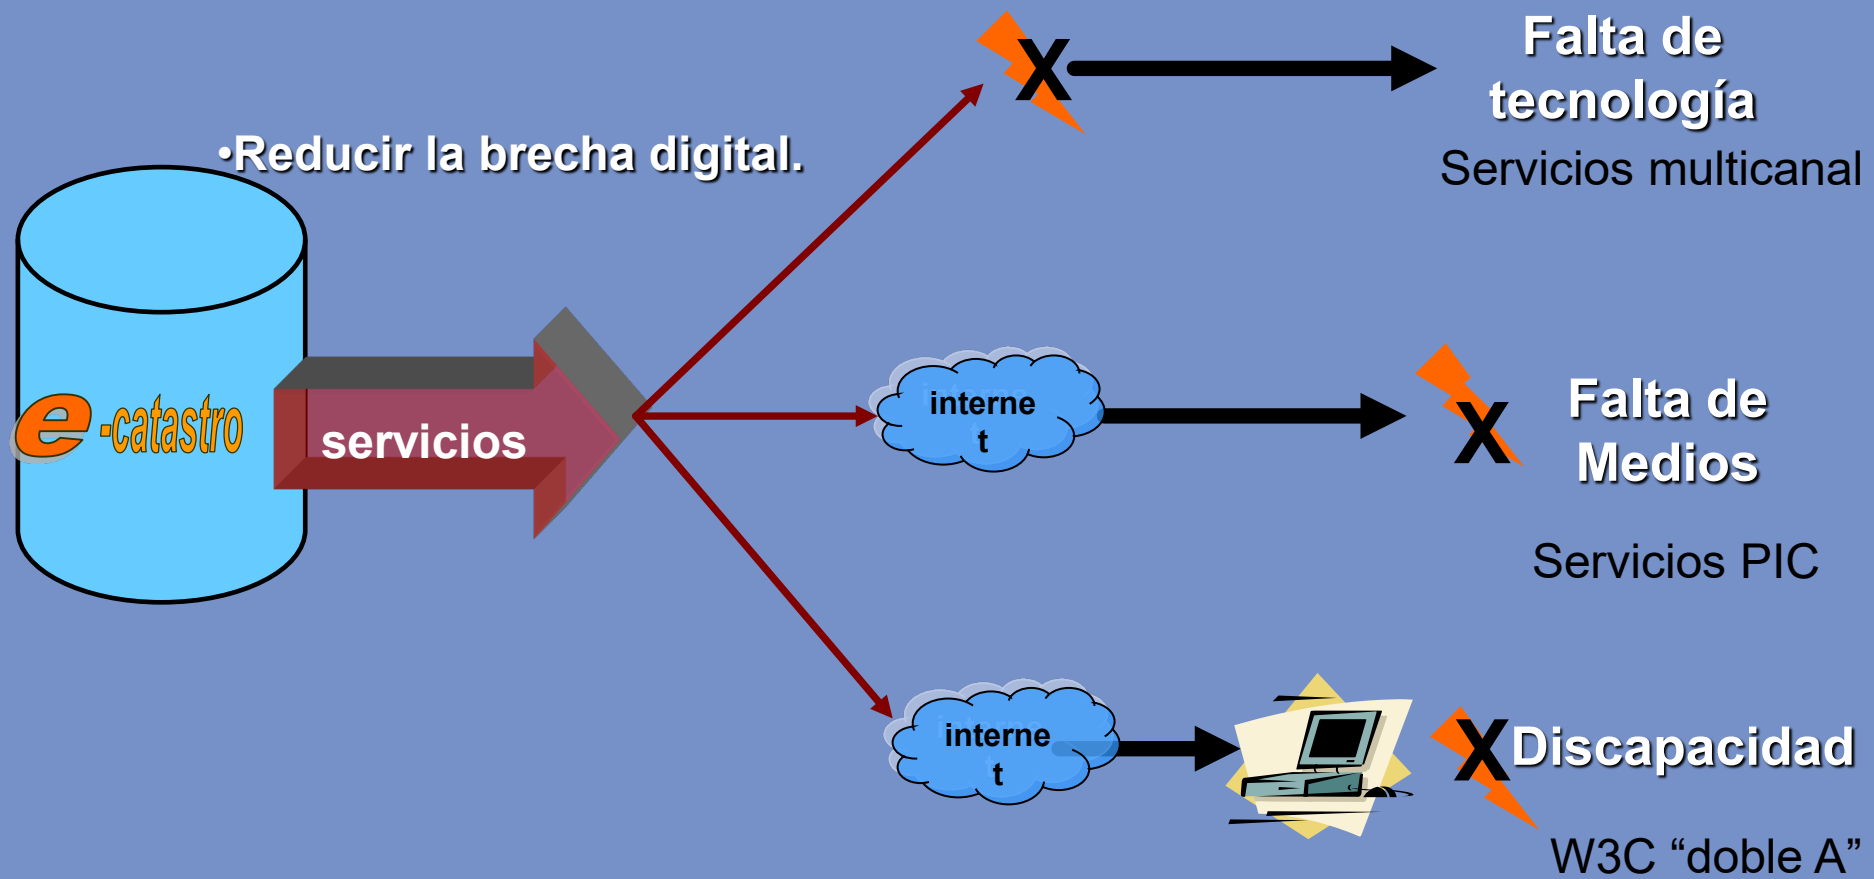 •Reducir la brecha digital.
Falta de
tecnología
Servicios multicanal
e-catastro
servicios
interne
t
Falta de
Medios
Servicios PIC
interne
t
Discapacidad
W3C “doble A”
X
X
X